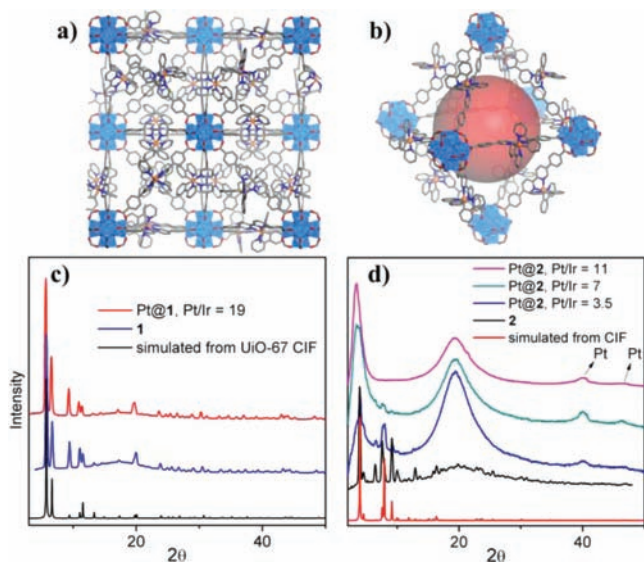 a)
b)
c)
Pt@1, Pt/Ir = 19
1
simulated from UiO-67 CIF
Intensity
0
20
40
2θ
d)
Pt@2, Pt/Ir = 11
Pt@2, Pt/Ir = 7
Pt@2, Pt/Ir = 3.5
2
simulated from CIF
Pt
Pt
0
20
40
2θ